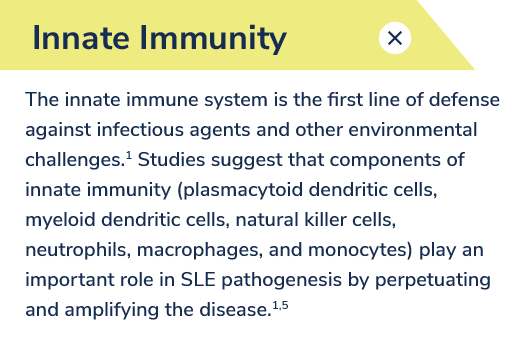 Innate Immunity
The innate immune system is the first line of defense
against infectious agents and other environmental
challenges.¹ Studies suggest that components of
innate immunity (plasmacytoid dendritic cells,
myeloid dendritic cells, natural killer cells,
neutrophils, macrophages, and monocytes) play an
important role in SLE pathogenesis by perpetuating
and amplifying the disease.¹,⁵